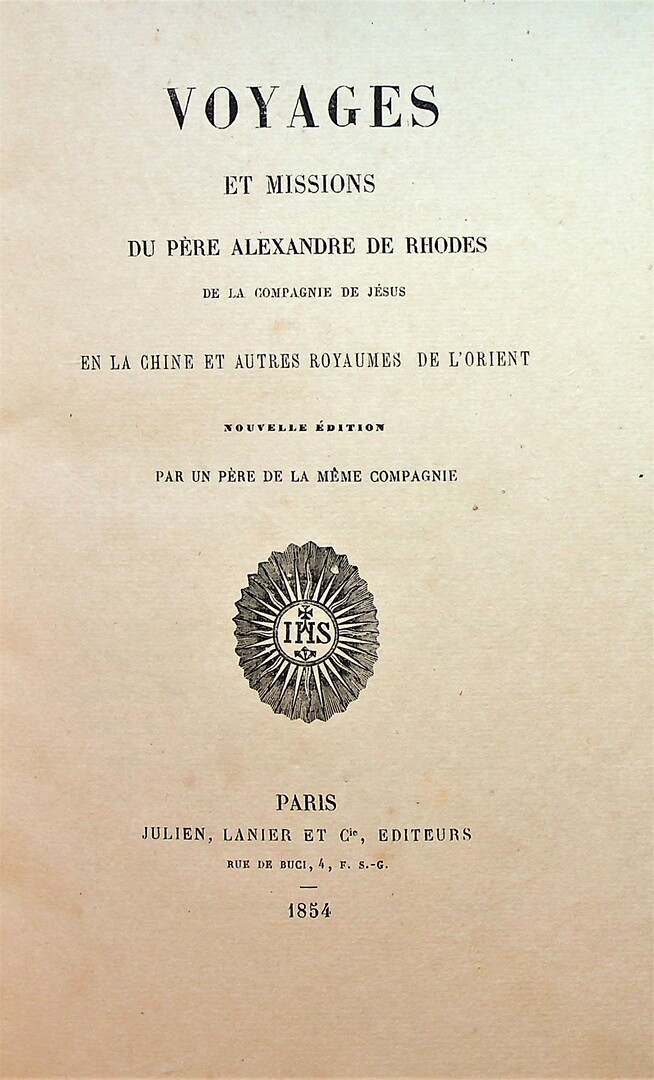 VOYAGES
ET MISSIONS
DU PÈRE ALEXANDRE DE RHODES
DE LA COMPAGNIE DE JÉSUS
EN LA CHINE ET AUTRES ROYAUMES DE L'ORIENT
NOUVELLE ÉDITION
PAR UN PÈRE DE LA MÊME COMPAGNIE
IHS
PARIS
JULIEN, LANIER ET Cie, EDITEURS
RUE DE BUCI, 4, F. S.-G.
1854